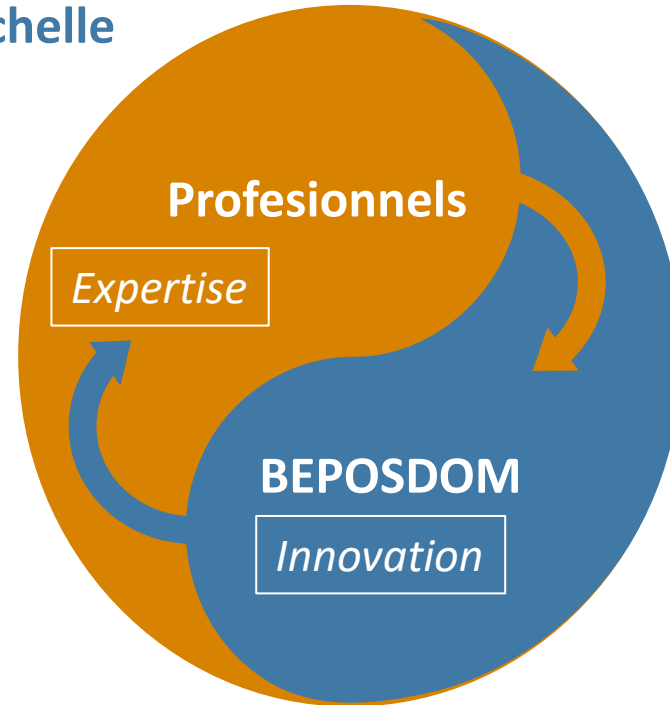 chelle
Profesionnels
Expertise
BEPOSDOM
Innovation